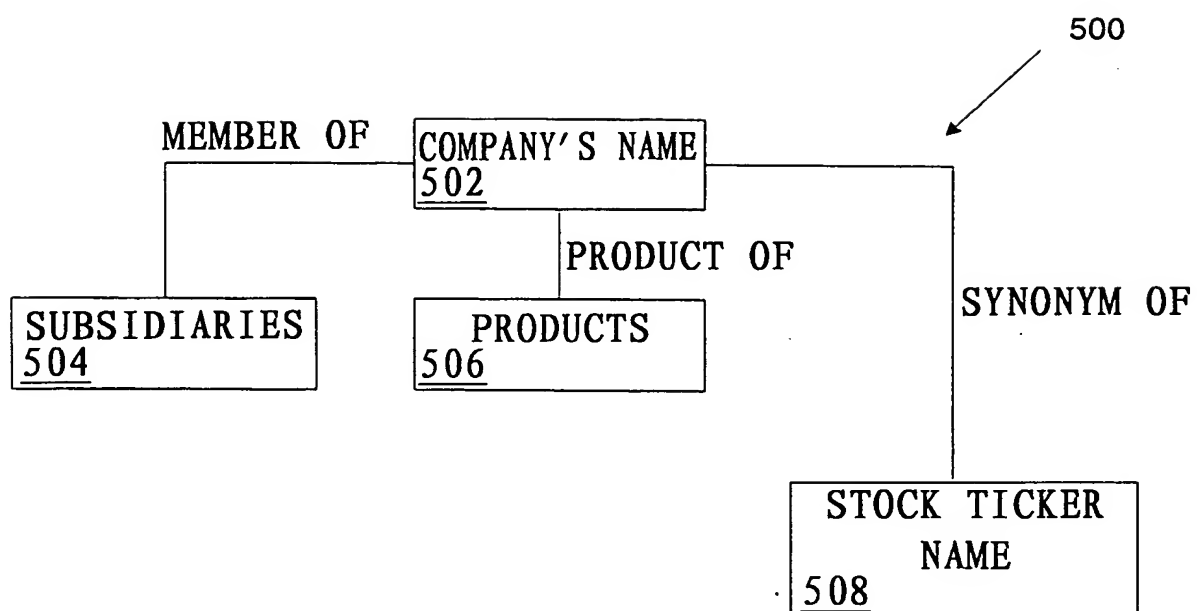 500
MEMBER OF
COMPANY'S NAME
502
PRODUCT OF
SUBSIDIARIES
504
PRODUCTS
506
SYNONYM OF
STOCK TICKER
NAME
508